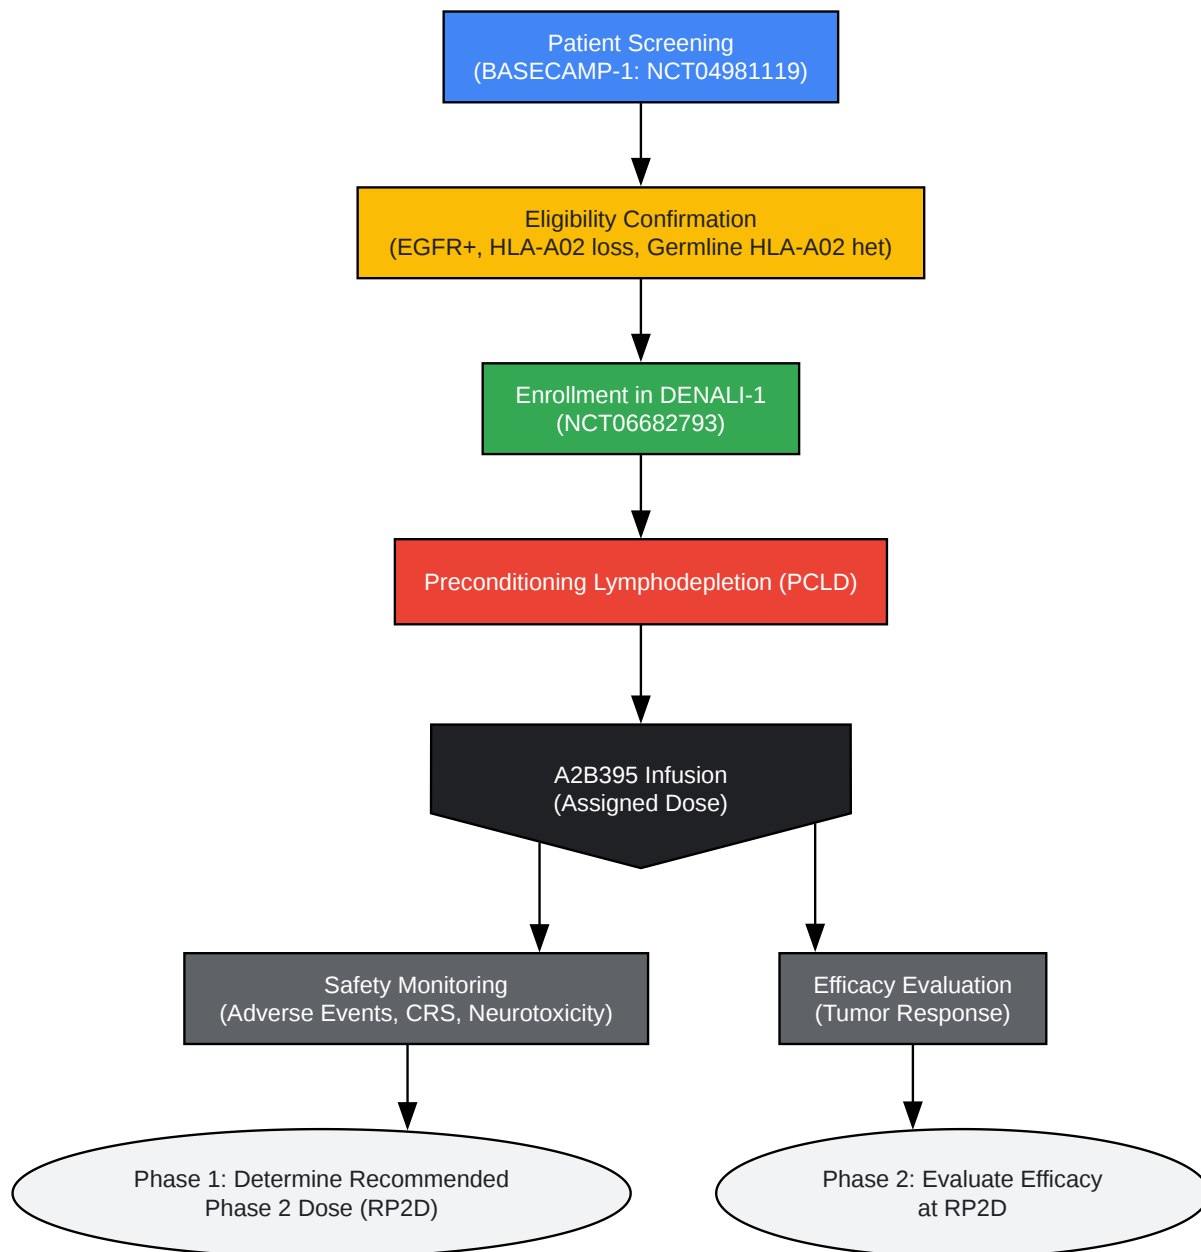 Patient Screening
(BASECAMP-1: NCT04981119)
Eligibility Confirmation
(EGFR+, HLA-A02 loss, Germline HLA-A02 het)
Enrollment in DENALI-1
(NCT06682793)
Preconditioning Lymphodepletion (PCLD)
A2B395 Infusion
(Assigned Dose)
Safety Monitoring
(Adverse Events, CRS, Neurotoxicity)
Efficacy Evaluation
(Tumor Response)
Phase 1: Determine Recommended
Phase 2 Dose (RP2D)
Phase 2: Evaluate Efficacy
at RP2D